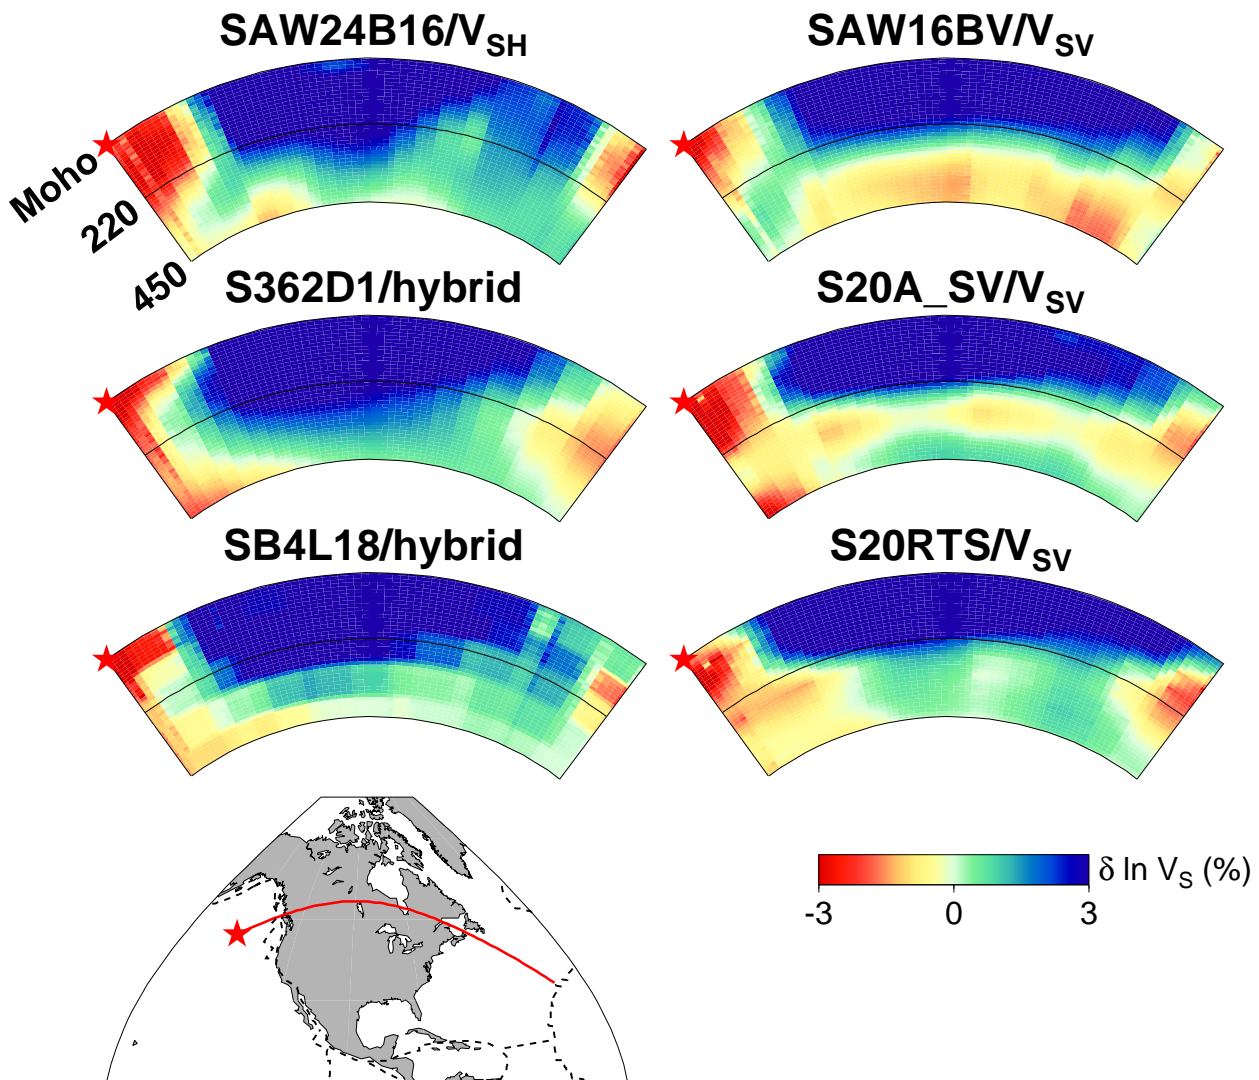 SAW24B16/VSH
SAW16BV/VSV
Moho
220
450
S362D1/hybrid
S20A_SV/VSV
SB4L18/hybrid
S20RTS/VSV
δ ln VS (%)
-3 0 3